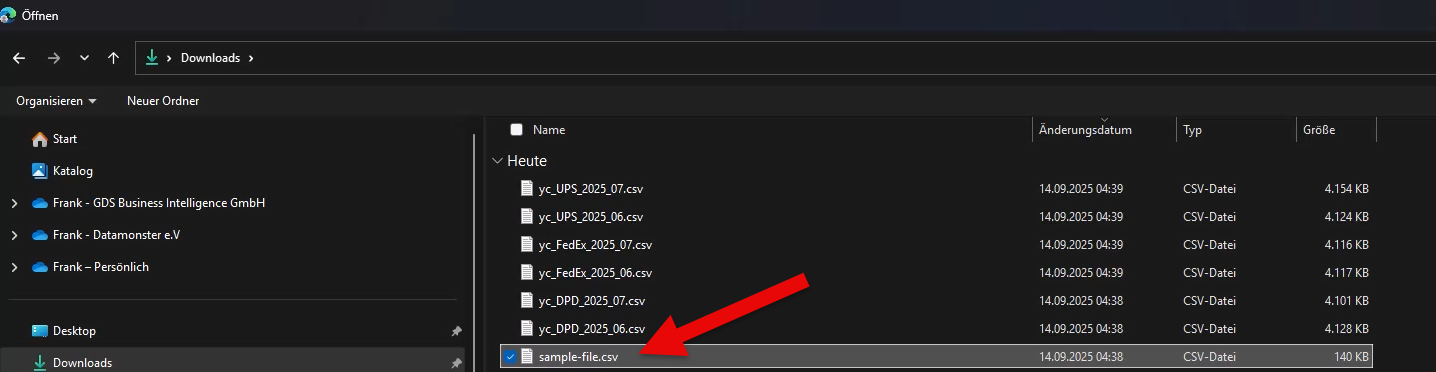 Öffnen
Downloads
Organisieren Neuer Ordner
Start
Katalog
Frank - GDS Business Intelligence GmbH
Frank - Datamonster e.V
Frank – Persönlich
Desktop
Downloads
Name Änderungsdatum Typ Größe
Heute
yc_UPS_2025_07.csv 14.09.2025 04:39 CSV-Datei 4.154 KB
yc_UPS_2025_06.csv 14.09.2025 04:39 CSV-Datei 4.124 KB
yc_FedEx_2025_07.csv 14.09.2025 04:39 CSV-Datei 4.116 KB
yc_FedEx_2025_06.csv 14.09.2025 04:39 CSV-Datei 4.117 KB
yc_DPD_2025_07.csv 14.09.2025 04:38 CSV-Datei 4.101 KB
yc_DPD_2025_06.csv 14.09.2025 04:38 CSV-Datei 4.128 KB
sample-file.csv 14.09.2025 04:38 CSV-Datei 140 KB